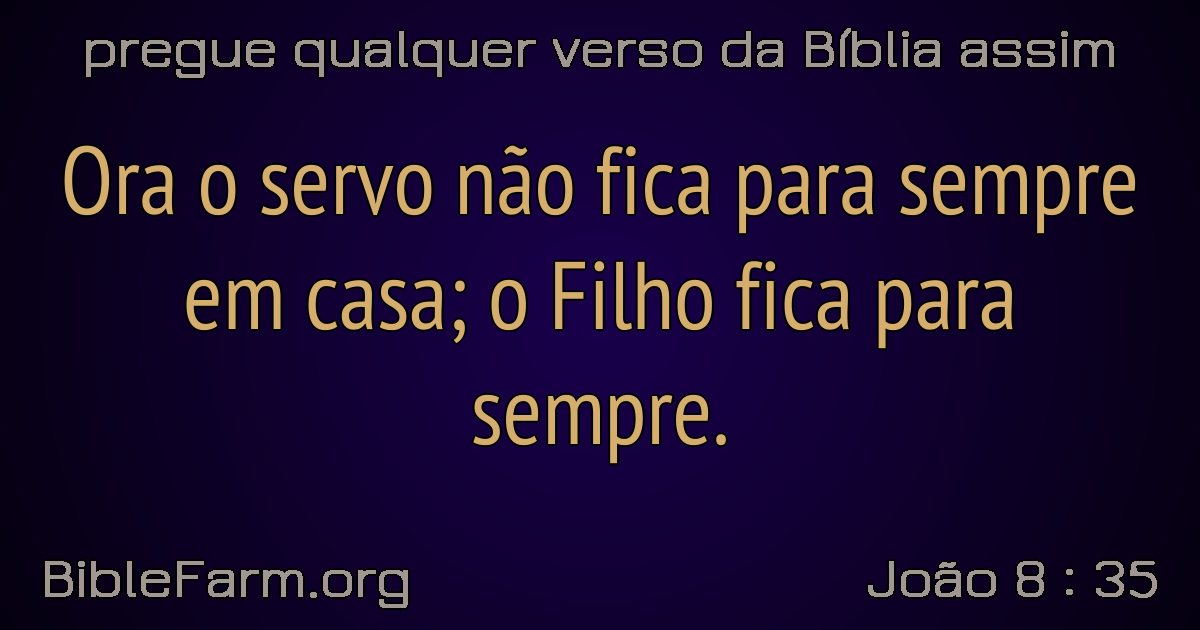 pregue qualquer verso da Bíblia assim
Ora o servo não fica para sempre
em casa; o Filho fica para
sempre.
BibleFarm.org
João 8 : 35